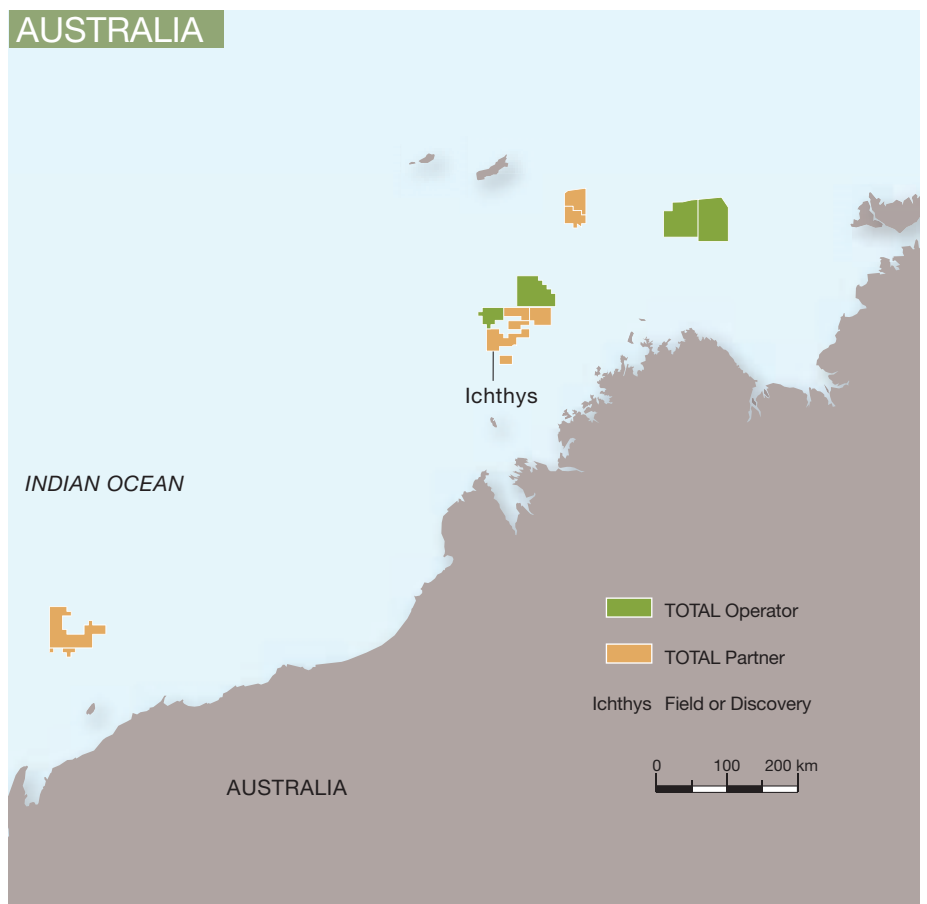 AUSTRALIA
Ichthys
INDIAN OCEAN
TOTAL Operator
TOTAL Partner
Ichthys Field or Discovery
0 100 200 km
AUSTRALIA